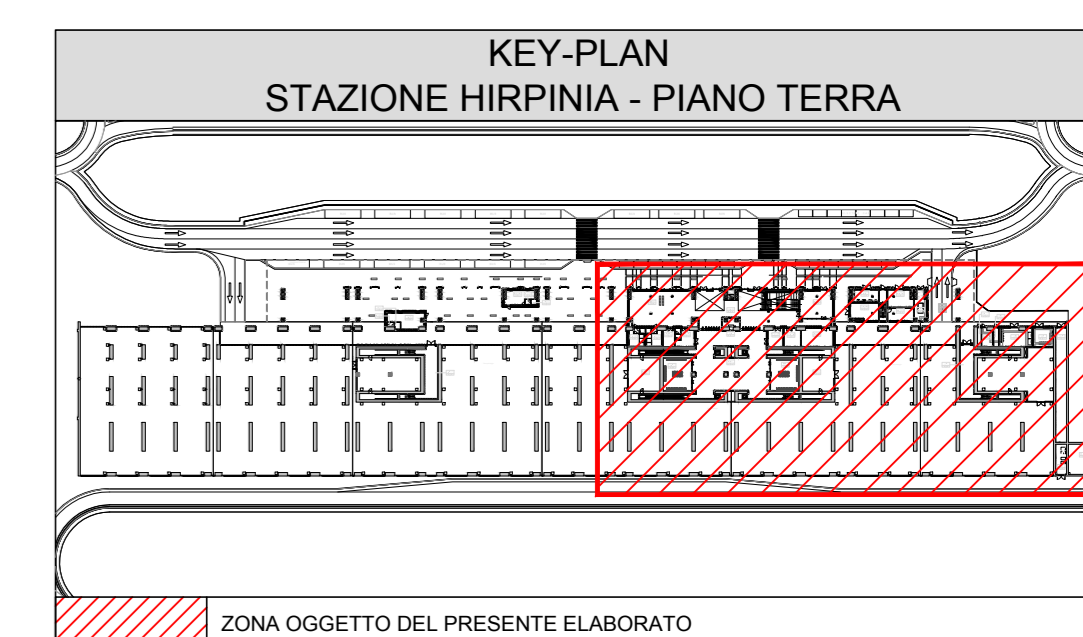 KEY-PLAN
STAZIONE HIRPINIA - PIANO TERRA
ZONA OGGETTO DEL PRESENTE ELABORATO